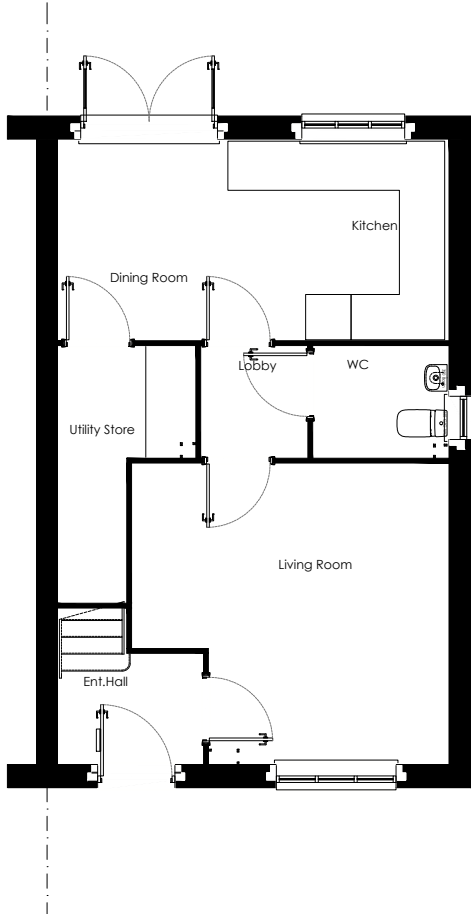 Kitchen
Dining Room
Lobby
WC
Utility Store
Living Room
Ent.Hall